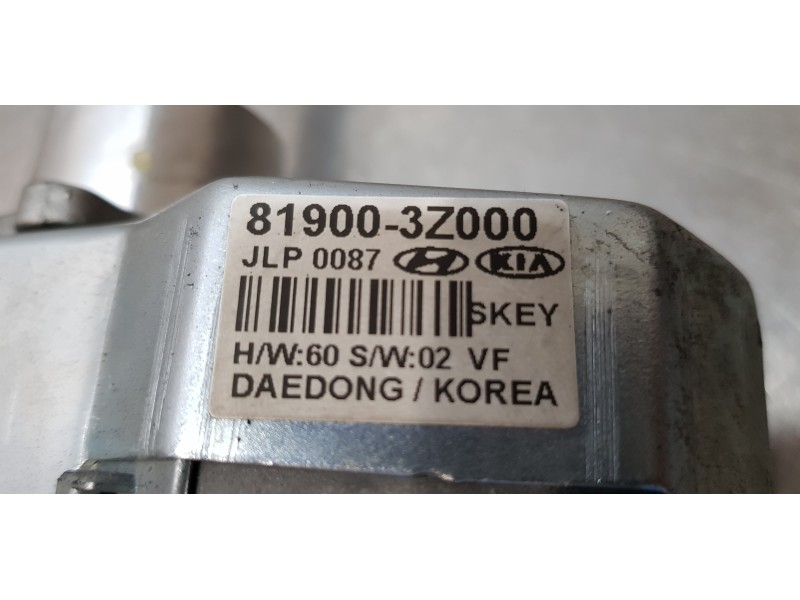 81900-3Z000
JLP 0087 KIA
SKEY
H/W:60 S/W:02 VF
DAEDONG / KOREA